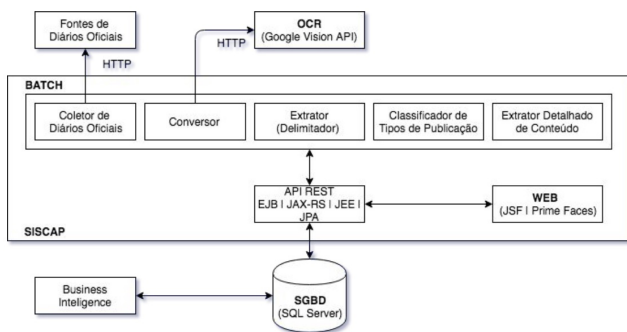 Fontes de
Diários Oficiais
OCR
(Google Vision API)
HTTP
HTTP
BATCH
Coletor de
Diários Oficiais
Conversor
Extrator
(Delimitador)
Classificador de
Tipos de Publicação
Extrator Detalhado
de Conteúdo
API REST
EJB | JAX-RS | JEE |
JPA
WEB
(JSF | Prime Faces)
SISCAP
Business
Inteligence
SGBD
(SQL Server)